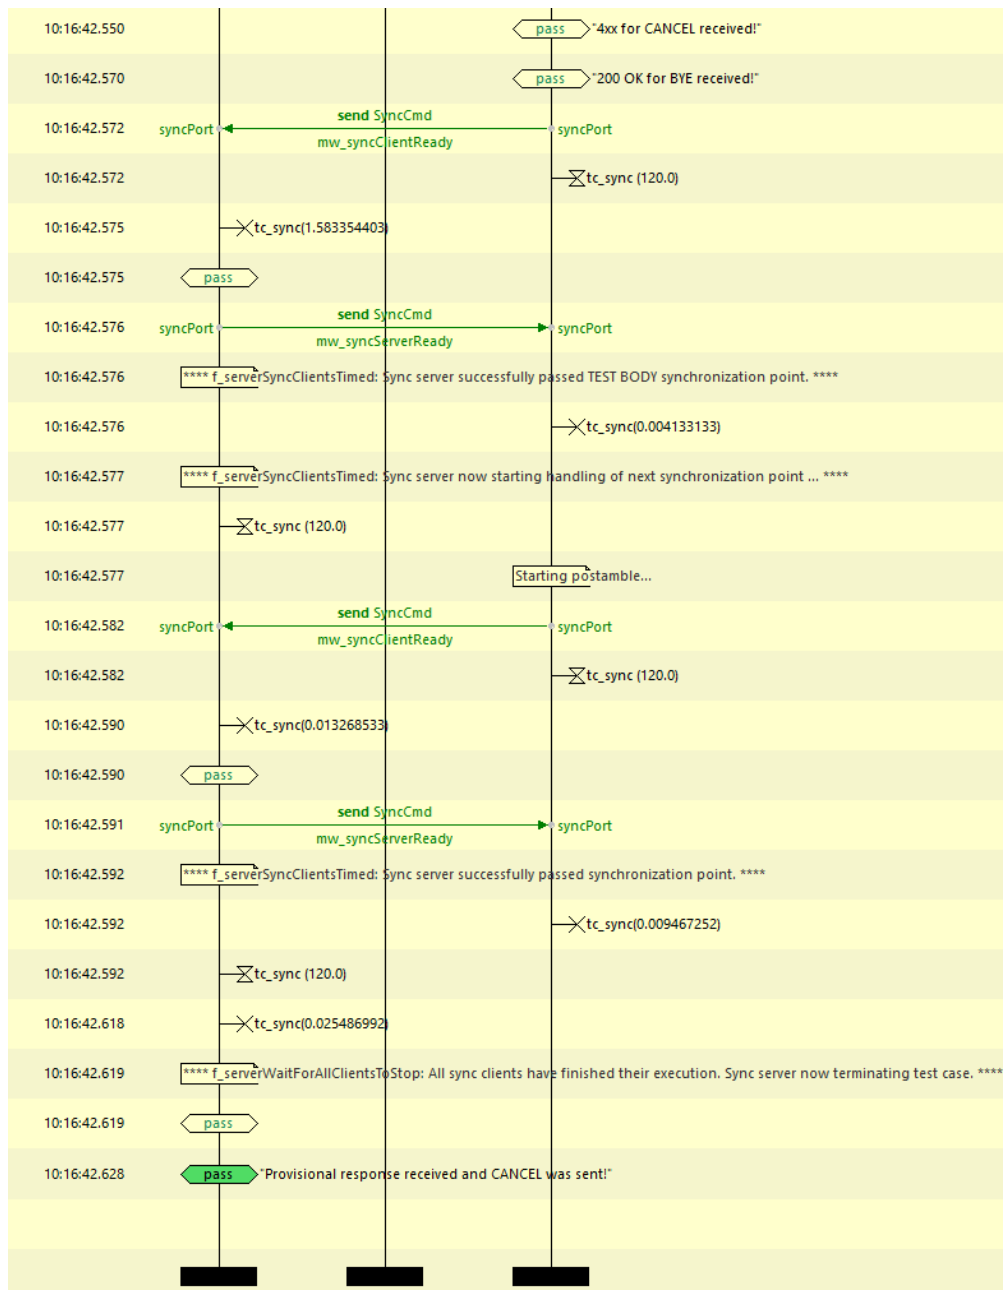 10:16:42.550 pass "4xx for CANCEL received!"
10:16:42.570 pass "200 OK for BYE received!"
send SyncCmd
10:16:42.572 syncPort syncPort
mw_syncClientReady
10:16:42.572 tc_sync (120.0)
10:16:42.575 tc_sync(1.583354403)
10:16:42.575 pass
send SyncCmd
10:16:42.576 syncPort syncPort
mw_syncServerReady
10:16:42.576 **** f_serverSyncClientsTimed: Sync server successfully passed TEST BODY synchronization point. ****
10:16:42.576 tc_sync(0.004133133)
10:16:42.577 **** f_serverSyncClientsTimed: Sync server now starting handling of next synchronization point ... ****
10:16:42.577 tc_sync (120.0)
10:16:42.577 Starting postamble...
send SyncCmd
10:16:42.582 syncPort syncPort
mw_syncClientReady
10:16:42.582 tc_sync (120.0)
10:16:42.590 tc_sync(0.013268533)
10:16:42.590 pass
send SyncCmd
10:16:42.591 syncPort syncPort
mw_syncServerReady
10:16:42.592 **** f_serverSyncClientsTimed: Sync server successfully passed synchronization point. ****
10:16:42.592 tc_sync(0.009467252)
10:16:42.592 tc_sync (120.0)
10:16:42.618 tc_sync(0.025486992)
10:16:42.619 **** f_serverWaitForAllClientsToStop: All sync clients have finished their execution. Sync server now terminating test case. ****
10:16:42.619 pass
10:16:42.628 pass "Provisional response received and CANCEL was sent!"